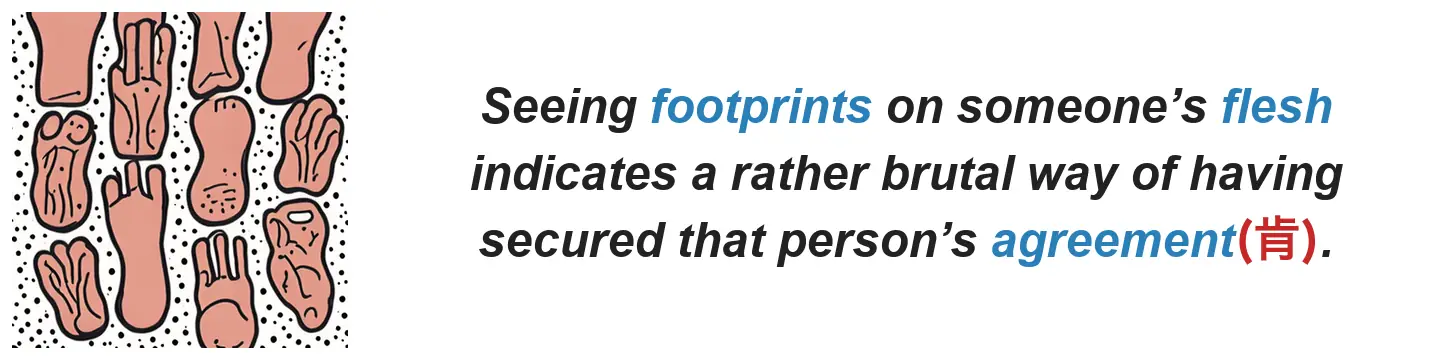 Seeing footprints on someone’s flesh
indicates a rather brutal way of having
secured that person’s agreement(肯).